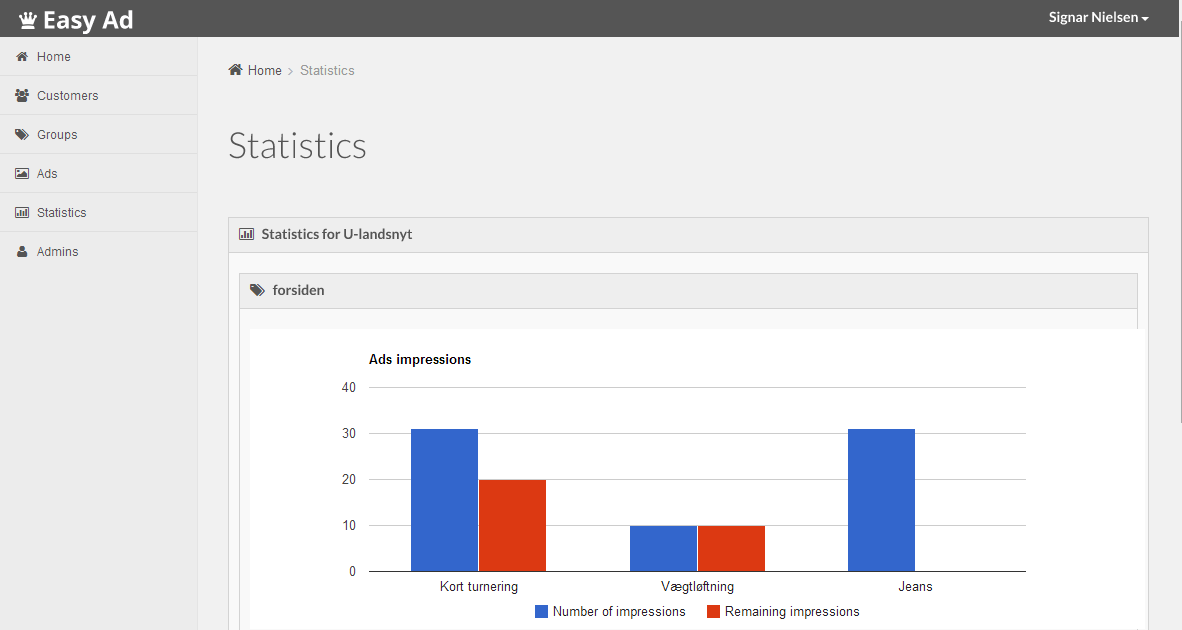 Easy Ad
Signar Nielsen
Home
Customers
Groups
Ads
Statistics
Admins
Home > Statistics
Statistics
Statistics for U-landsnyt
forsiden
Ads impressions
40
30
20
10
0
Kort turnering
Vægtløftning
Jeans
Number of impressions
Remaining impressions